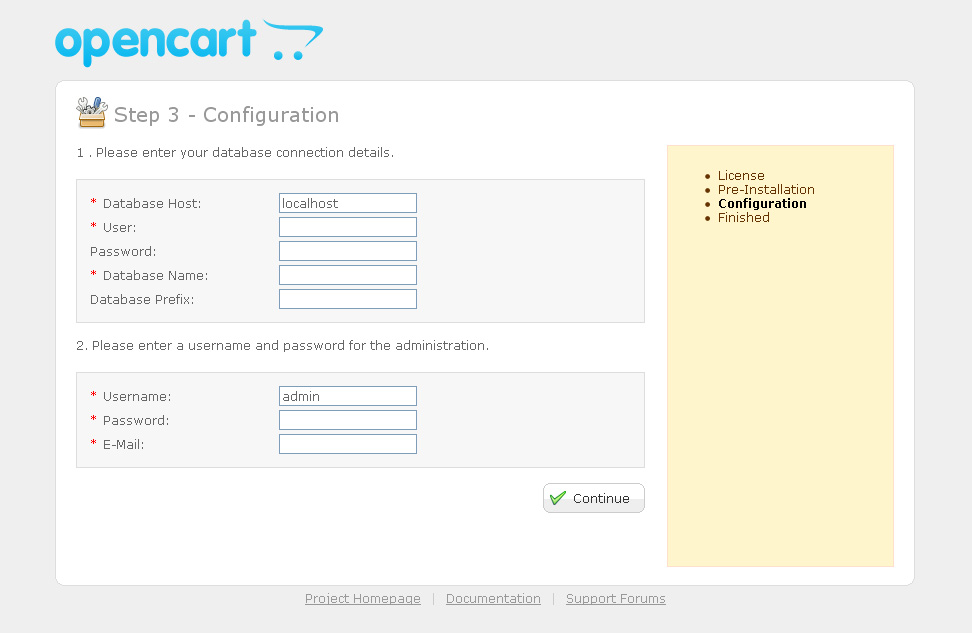 opencart
Step 3 - Configuration
1 . Please enter your database connection details.
* Database Host: localhost
* User:
Password:
* Database Name:
Database Prefix:
2. Please enter a username and password for the administration.
* Username: admin
* Password:
* E-Mail:
Continue
License
Pre-Installation
Configuration
Finished
Project Homepage | Documentation | Support Forums